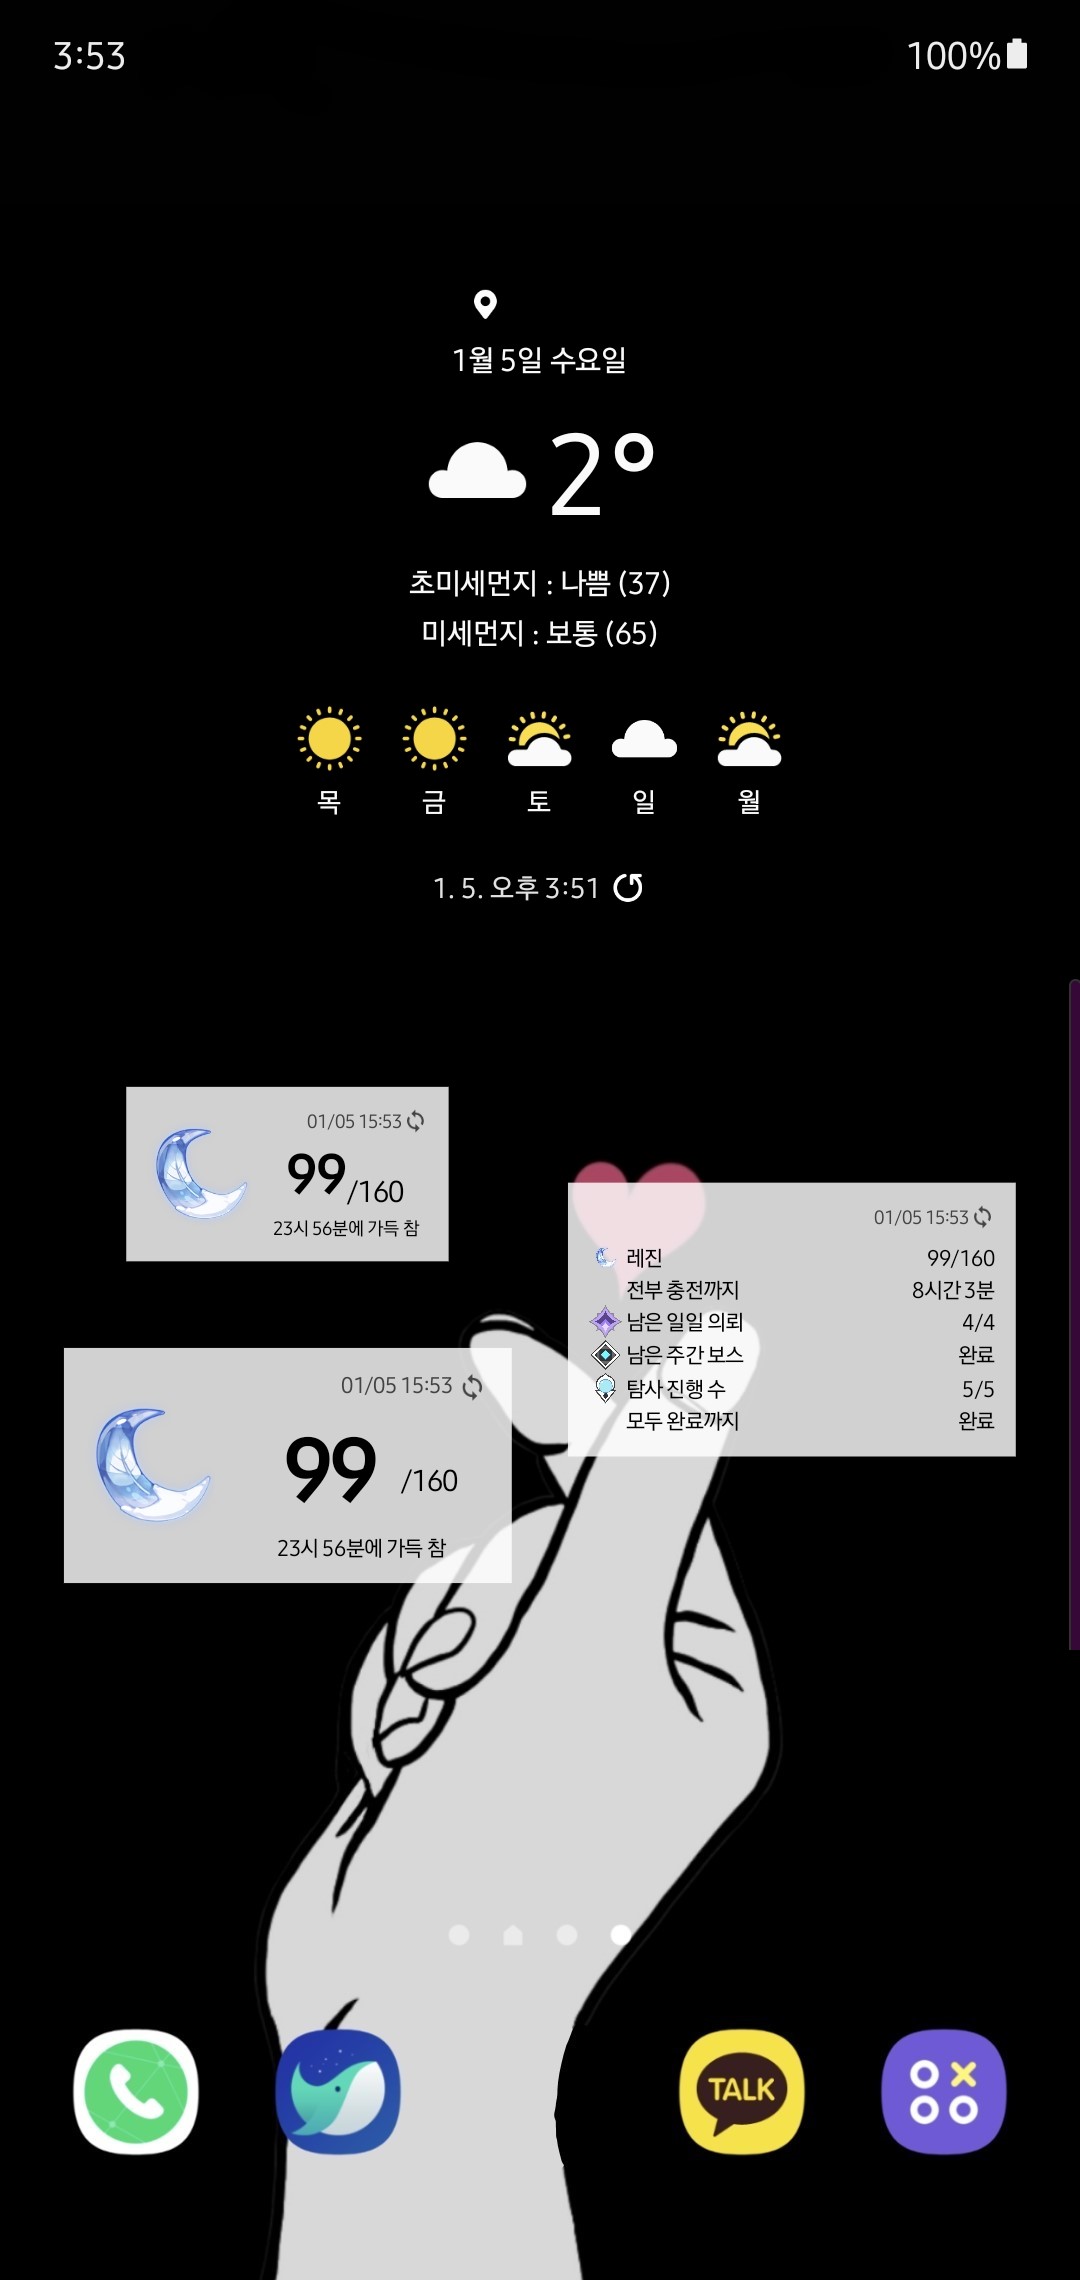 3:53
100%
1월 5일 수요일
2°
초미세먼지 : 나쁨 (37)
미세먼지 : 보통 (65)
목 금 토 일 월
1. 5. 오후 3:51
01/05 15:53
99/160
23시 56분에 가득 참
01/05 15:53
레진 99/160
전부 충전까지 8시간 3분
남은 일일 의뢰 4/4
남은 주간 보스 완료
탐사 진행 수 5/5
모두 완료까지 완료
01/05 15:53
99 /160
23시 56분에 가득 참
TALK